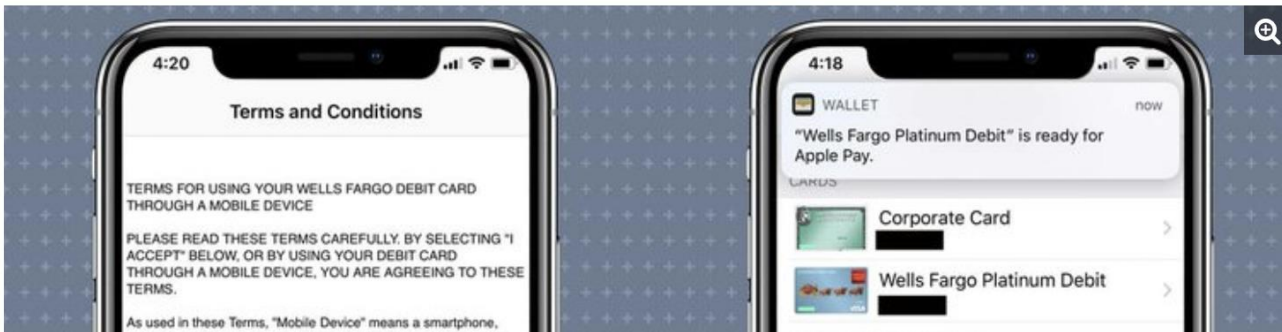 4:20
Terms and Conditions
TERMS FOR USING YOUR WELLS FARGO DEBIT CARD
THROUGH A MOBILE DEVICE
PLEASE READ THESE TERMS CAREFULLY. BY SELECTING "I
ACCEPT" BELOW, OR BY USING YOUR DEBIT CARD
THROUGH A MOBILE DEVICE, YOU ARE AGREEING TO THESE
TERMS.
As used in these Terms, "Mobile Device" means a smartphone,
4:18
WALLET now
“Wells Fargo Platinum Debit” is ready for
Apple Pay.
CARDS
Corporate Card
Wells Fargo Platinum Debit